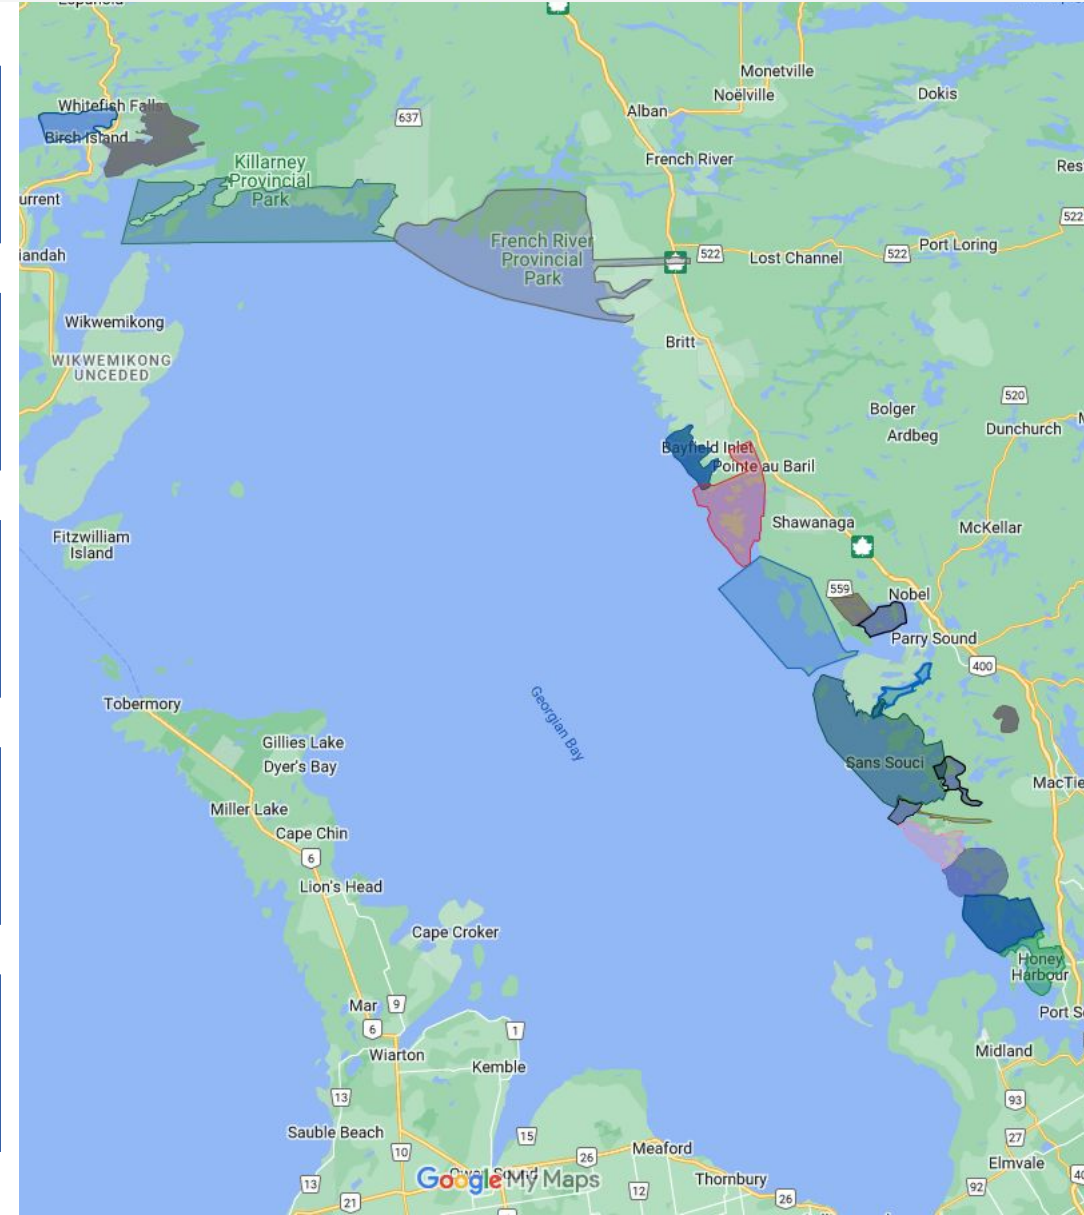 Whitefish Falls
Birch Island
637
Killarney
Provincial
Park
Monetville
Noëlville
Dokis
Alban
French River
522
French River
Provincial
Park
522
Lost Channel
522
Port Loring
Wikwemikong
WIKWEMIKONG
UNCEDED
Britt
520
Bolger
Ardbeg
Dunchurch
Bayfield Inlet
Pointe au Baril
Shawanaga
McKellar
Fitzwilliam
Island
559
Nobel
Parry Sound
400
Tobermory
Georgian Bay
Gillies Lake
Dyer's Bay
Sans Souci
MacTie
Miller Lake
Cape Chin
6
Lion's Head
Cape Croker
Honey
Harbour
Mar
9
6
1
Port S
Wiarton
Kemble
Midland
13
93
Sauble Beach
15
27
10
26
Meaford
Elmvale
13
Google My Maps
Thornbury
12
92
21
26